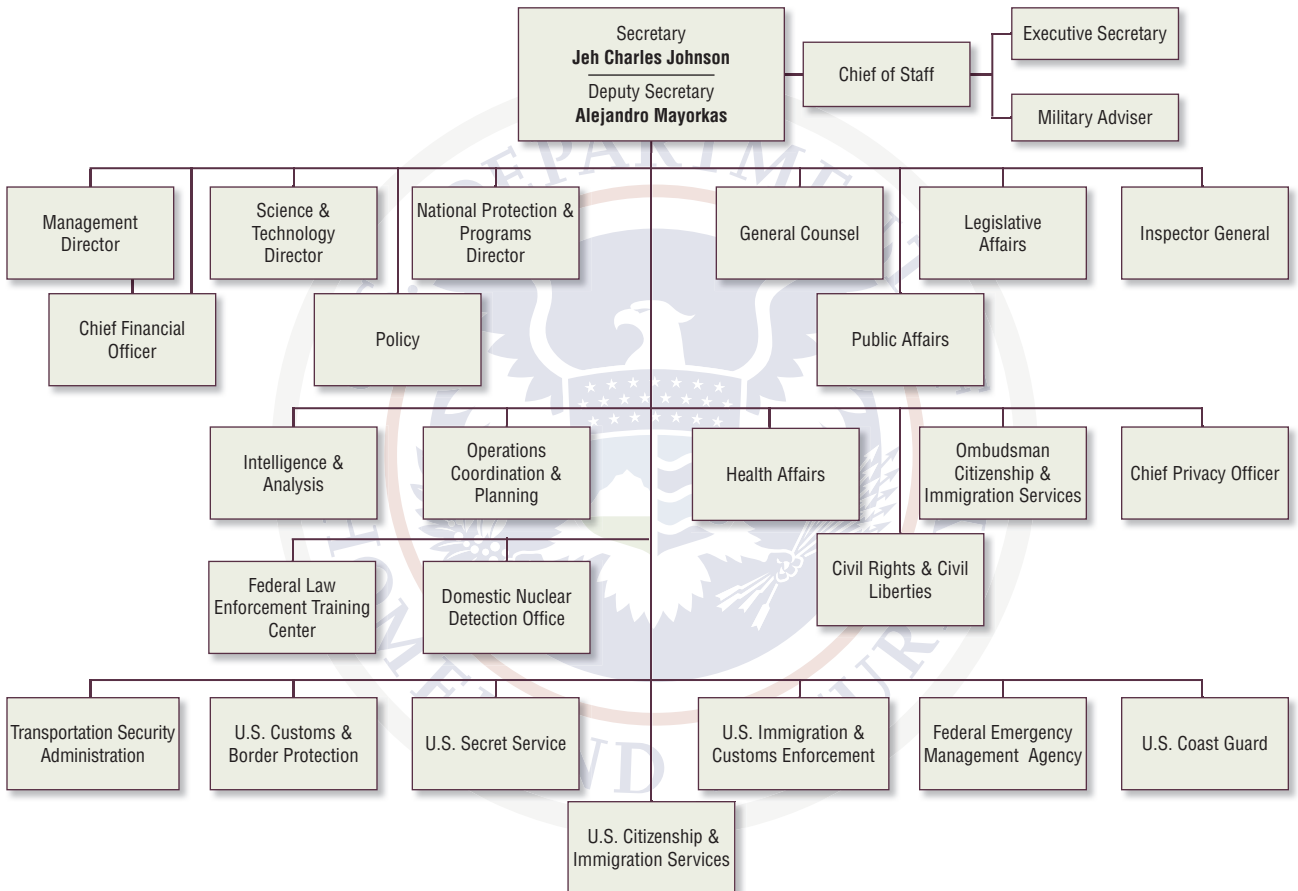 Secretary
Jeh Charles Johnson
Deputy Secretary
Alejandro Mayorkas
Chief of Staff
Executive Secretary
Military Adviser
Management
Director
Science &
Technology
Director
National Protection &
Programs
Director
General Counsel
Legislative
Affairs
Inspector General
Chief Financial
Officer
Policy
Public Affairs
Intelligence &
Analysis
Operations
Coordination &
Planning
Health Affairs
Ombudsman
Citizenship &
Immigration Services
Chief Privacy Officer
Federal Law
Enforcement Training
Center
Domestic Nuclear
Detection Office
Civil Rights & Civil
Liberties
Transportation Security
Administration
U.S. Customs &
Border Protection
U.S. Secret Service
U.S. Immigration &
Customs Enforcement
Federal Emergency
Management Agency
U.S. Coast Guard
U.S. Citizenship &
Immigration Services